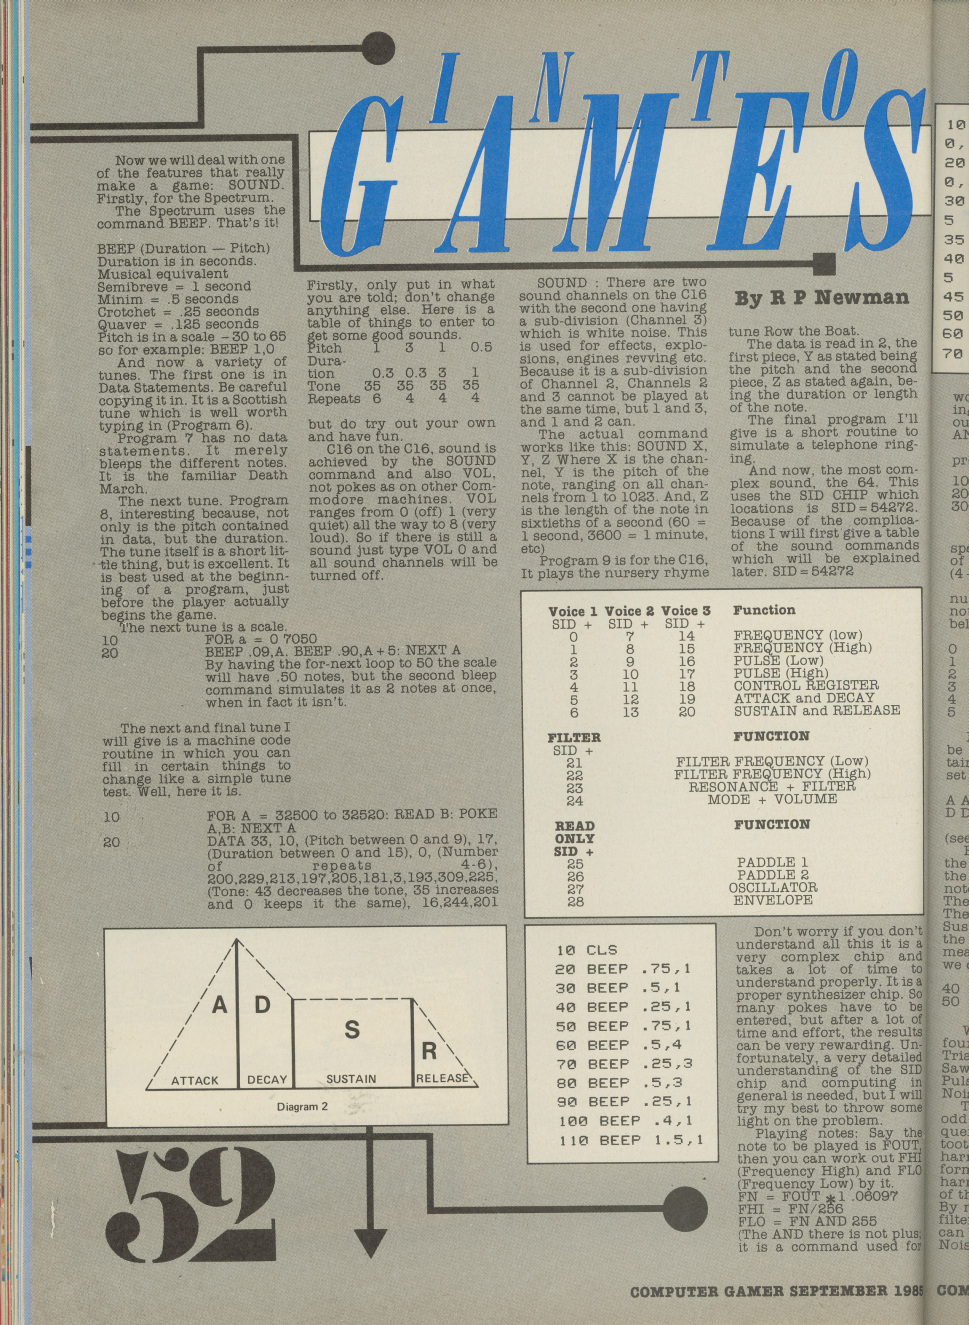 INTO
GAMES
By R P Newman
Now we will deal with one
of the features that really
make a game: SOUND.
Firstly, for the Spectrum.
The Spectrum uses the
command BEEP. That's it!
BEEP (Duration — Pitch)
Duration is in seconds.
Musical equivalent
Semibreve = 1 second
Minim = .5 seconds
Crotchet = .25 seconds
Quaver = .125 seconds
Pitch is in a scale - 30 to 65
so for example: BEEP 1,0
And now a variety of
tunes. The first one is in
Data Statements. Be careful
copying it in. It is a Scottish
tune which is well worth
typing in (Program 6).
Program 7 has no data
statements. It merely
bleeps the different notes.
It is the familiar Death
March.
The next tune. Program
8, interesting because, not
only is the pitch contained
in data, but the duration.
The tune itself is a short lit-
tle thing, but is excellent. It
is best used at the beginn-
ing of a program, just
before the player actually
begins the game.
The next tune is a scale.
10 FOR a = 0 7050
20 BEEP .09,A. BEEP .90,A+5: NEXT A
By having the for-next loop to 50 the scale
will have .50 notes, but the second bleep
command simulates it as 2 notes at once,
when in fact it isn't.
The next and final tune I
will give is a machine code
routine in which you can
fill in certain things to
change like a simple tune
test. Well, here it is.
10 FOR A = 32500 to 32520: READ B: POKE
A,B: NEXT A
20 DATA 33, 10, (Pitch between 0 and 9), 17,
(Duration between 0 and 15), 0, (Number
of repeats 4-6),
200,229,213,197,205,181,3,193,309,225,
(Tone: 43 decreases the tone, 35 increases
and 0 keeps it the same), 16,244,201
Firstly, only put in what
you are told; don't change
anything else. Here is a
table of things to enter to
get some good sounds.
Pitch 1 3 1 0.5
Dura-
tion 0.3 0.3 3 1
Tone 35 35 35 35
Repeats 6 4 4 4
but do try out your own
and have fun.
C16 on the C16, sound is
achieved by the SOUND
command and also VOL,
not pokes as on other Com-
modore machines. VOL
ranges from 0 (off) 1 (very
quiet) all the way to 8 (very
loud). So if there is still a
sound just type VOL 0 and
all sound channels will be
turned off.
SOUND : There are two
sound channels on the C16
with the second one having
a sub-division (Channel 3)
which is white noise. This
is used for effects, explo-
sions, engines revving etc.
Because it is a sub-division
of Channel 2, Channels 2
and 3 cannot be played at
the same time, but 1 and 3,
and 1 and 2 can.
The actual command
works like this: SOUND X,
Y, Z Where X is the chan-
nel, Y is the pitch of the
note, ranging on all chan-
nels from 1 to 1023. And, Z
is the length of the note in
sixtieths of a second (60 =
1 second, 3600 = 1 minute,
etc)
Program 9 is for the C16,
It plays the nursery rhyme
tune Row the Boat.
The data is read in 2, the
first piece, Y as stated being
the pitch and the second
piece, Z as stated again, be-
ing the duration or length
of the note.
The final program I'll
give is a short routine to
simulate a telephone ring-
ing.
And now, the most com-
plex sound, the 64. This
uses the SID CHIP which
locations is SID=54272.
Because of the complica-
tions I will first give a table
of the sound commands
which will be explained
later. SID=54272
Voice 1 Voice 2 Voice 3 Function
SID + SID + SID +
0 7 14 FREQUENCY (low)
1 8 15 FREQUENCY (High)
2 9 16 PULSE (Low)
3 10 17 PULSE (High)
4 11 18 CONTROL REGISTER
5 12 19 ATTACK and DECAY
6 13 20 SUSTAIN and RELEASE
FILTER FUNCTION
SID +
21 FILTER FREQUENCY (Low)
22 FILTER FREQUENCY (High)
23 RESONANCE + FILTER
24 MODE + VOLUME
READ FUNCTION
ONLY
SID +
25 PADDLE 1
26 PADDLE 2
27 OSCILLATOR
28 ENVELOPE
A D S R
ATTACK DECAY SUSTAIN RELEASE
Diagram 2
10 CLS
20 BEEP .75,1
30 BEEP .5,1
40 BEEP .25,1
50 BEEP .75,1
60 BEEP .5,4
70 BEEP .25,3
80 BEEP .5,3
90 BEEP .25,1
100 BEEP .4,1
110 BEEP 1.5,1
Don't worry if you don't
understand all this it is a
very complex chip and
takes a lot of time to
understand properly. It is a
proper synthesizer chip. So
many pokes have to be
entered, but after a lot of
time and effort, the results
can be very rewarding. Un-
fortunately, a very detailed
understanding of the SID
chip and computing in
general is needed, but I will
try my best to throw some
light on the problem.
Playing notes: Say the
note to be played is FOUT,
then you can work out FHI
(Frequency High) and FLO
(Frequency Low) by it.
FN = FOUT *1 .06097
FHI = FN/256
FLO = FN AND 255
(The AND there is not plus;
it is a command used for
52
COMPUTER GAMER SEPTEMBER 1985
10
0,
20
0,
30
5
35
40
5
45
50
60
70